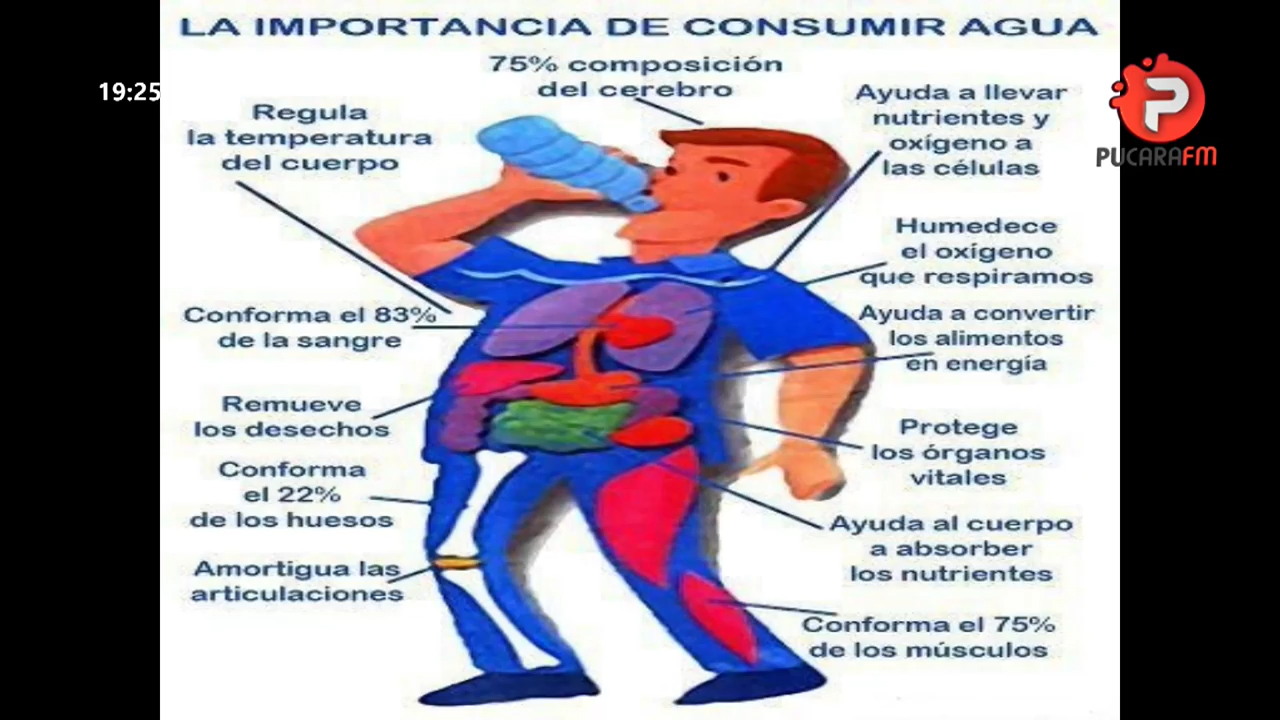 LA IMPORTANCIA DE CONSUMIR AGUA
75% composición
del cerebro
19:25
Regula
la temperatura
del cuerpo
Ayuda a llevar
nutrientes y
oxígeno a
las células
PUCARAFM
Humedece
el oxígeno
que respiramos
Conforma el 83%
de la sangre
Ayuda a convertir
los alimentos
en energía
Remueve
los desechos
Protege
los órganos
vitales
Conforma
el 22%
de los huesos
Ayuda al cuerpo
a absorber
los nutrientes
Amortigua las
articulaciones
Conforma el 75%
de los músculos